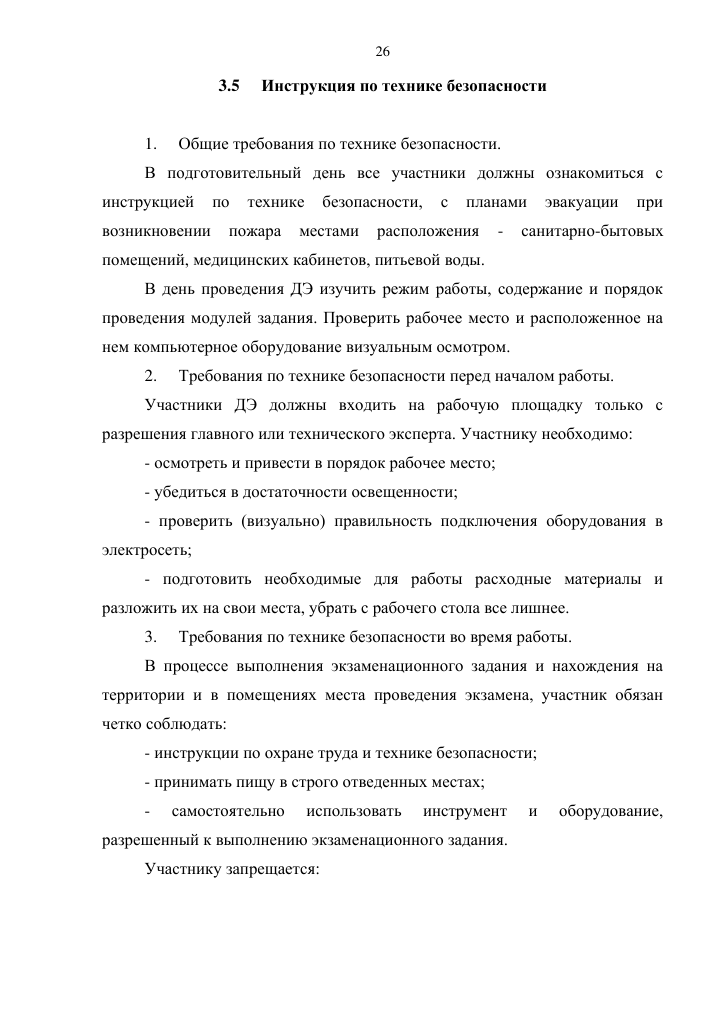 26
3.5 Инструкция по технике безопасности
1. Общие требования по технике безопасности.
В подготовительный день все участники должны ознакомиться с
инструкцией по технике безопасности, с планами эвакуации при
возникновении пожара местами расположения - санитарно-бытовых
помещений, медицинских кабинетов, питьевой воды.
В день проведения ДЭ изучить режим работы, содержание и порядок
проведения модулей задания. Проверить рабочее место и расположенное на
нем компьютерное оборудование визуальным осмотром.
2. Требования по технике безопасности перед началом работы.
Участники ДЭ должны входить на рабочую площадку только с
разрешения главного или технического эксперта. Участнику необходимо:
- осмотреть и привести в порядок рабочее место;
- убедиться в достаточности освещенности;
- проверить (визуально) правильность подключения оборудования в
электросеть;
- подготовить необходимые для работы расходные материалы и
разложить их на свои места, убрать с рабочего стола все лишнее.
3. Требования по технике безопасности во время работы.
В процессе выполнения экзаменационного задания и нахождения на
территории и в помещениях места проведения экзамена, участник обязан
четко соблюдать:
- инструкции по охране труда и технике безопасности;
- принимать пищу в строго отведенных местах;
- самостоятельно использовать инструмент и оборудование,
разрешенный к выполнению экзаменационного задания.
Участнику запрещается: